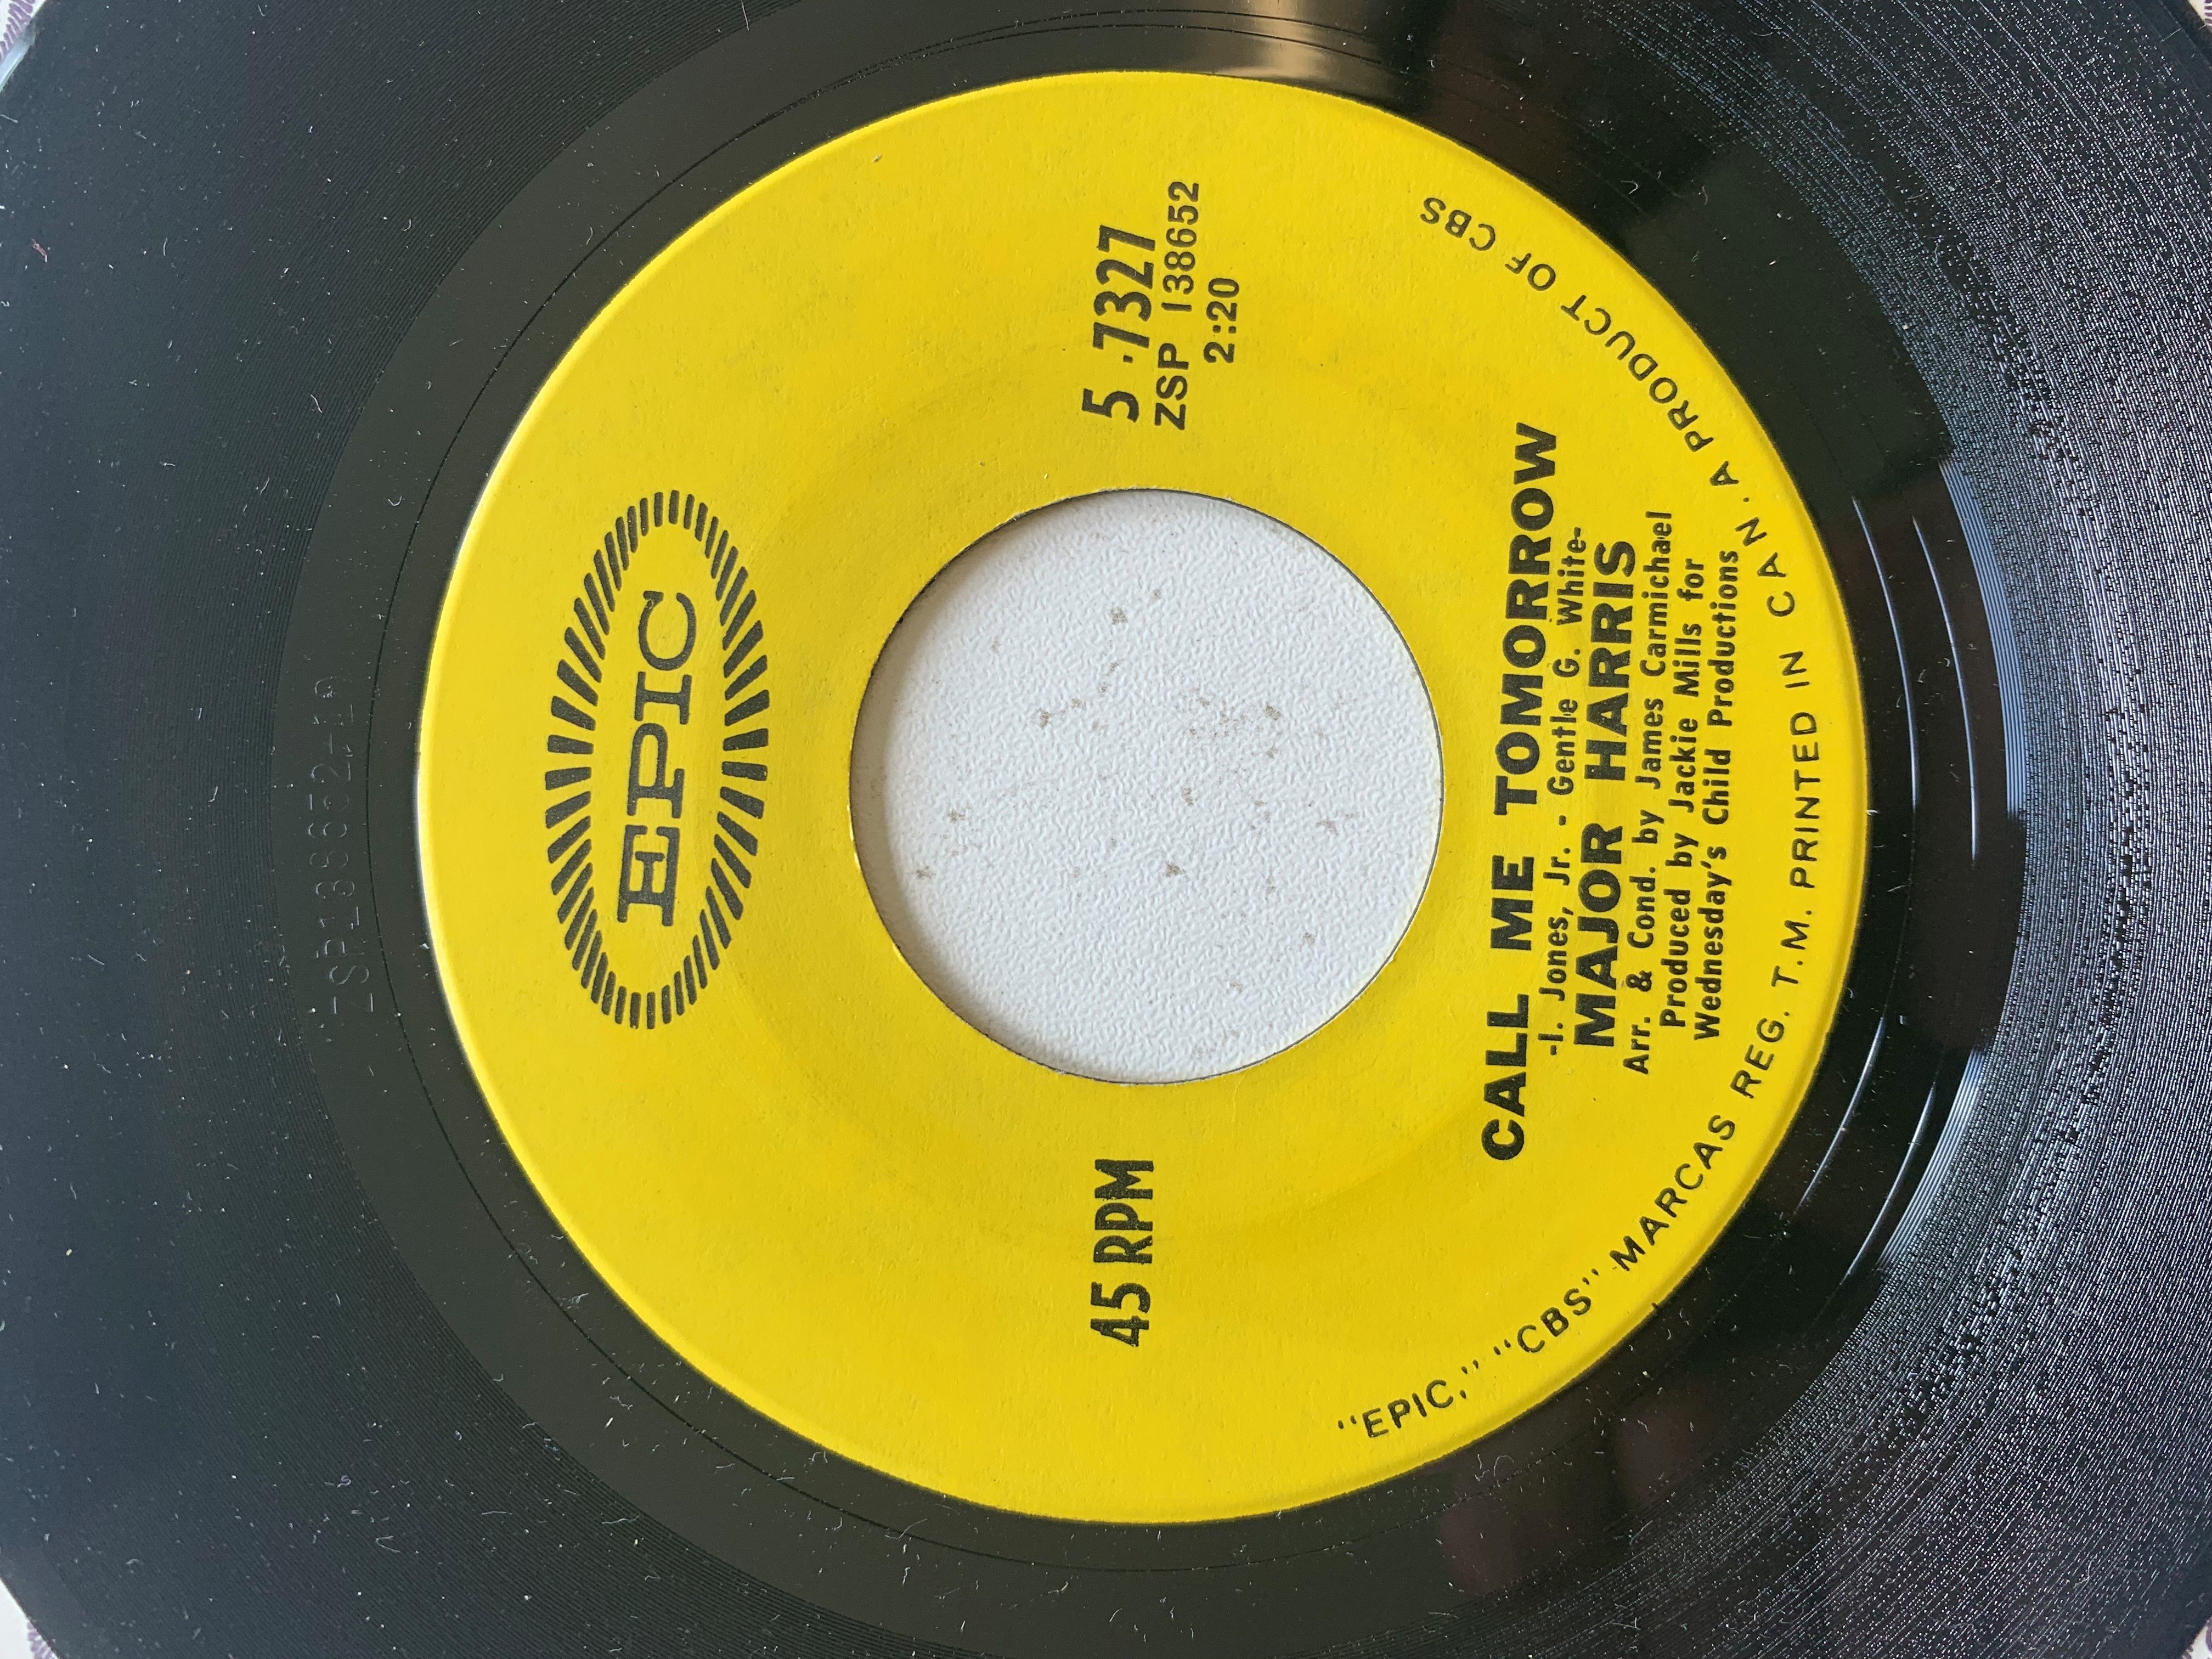 EPIC
45 RPM
5 -7327
ZSP 138652
2:20
CALL ME TOMORROW
-I. Jones, Jr. - Gentle G. White-
MAJOR HARRIS
Arr. & Cond. by James Carmichael
Produced by Jackie Mills for
Wednesday's Child Productions
"EPIC," "CBS" MARCAS REG. T.M. PRINTED IN CAN. A PRODUCT OF CBS